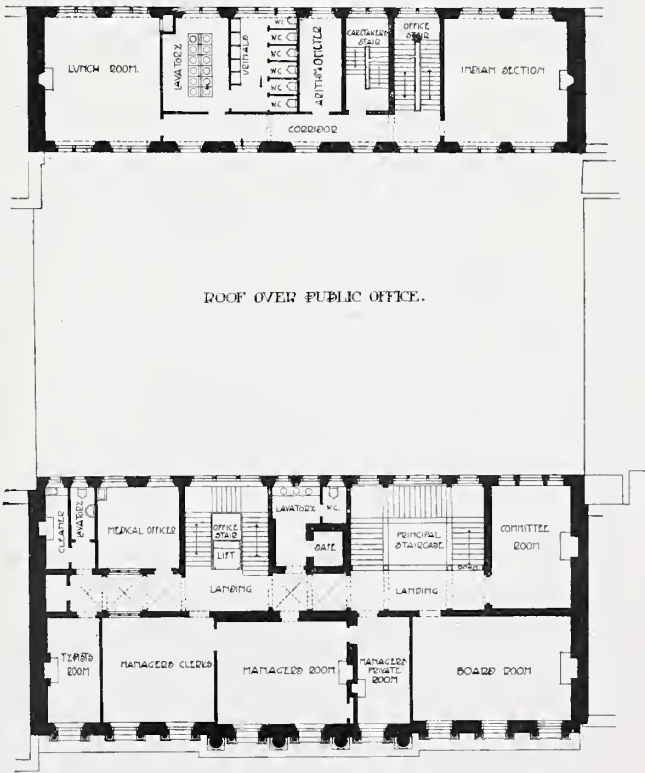 LUNCH ROOM.
LAVATORY
URINALS
W.C
W.C
W.C
W.C
W.C
W.C
ARITHMOMETER
CARETAKERS
STAIR
OFFICE
STAIR
INDIAN SECTION
CORRIDOR
ROOF OVER PUBLIC OFFICE.
CLEANER
LAVATORY
MEDICAL OFFICER
OFFICE
STAIR
LIFT
LAVATORY
W.C.
SAFE
PRINCIPAL
STAIRCASE
DOWN
COMMITTEE
ROOM
LANDING
LANDING
TYPISTS
ROOM
MANAGERS CLERKS
MANAGERS ROOM
MANAGERS
PRIVATE
ROOM
BOARD ROOM